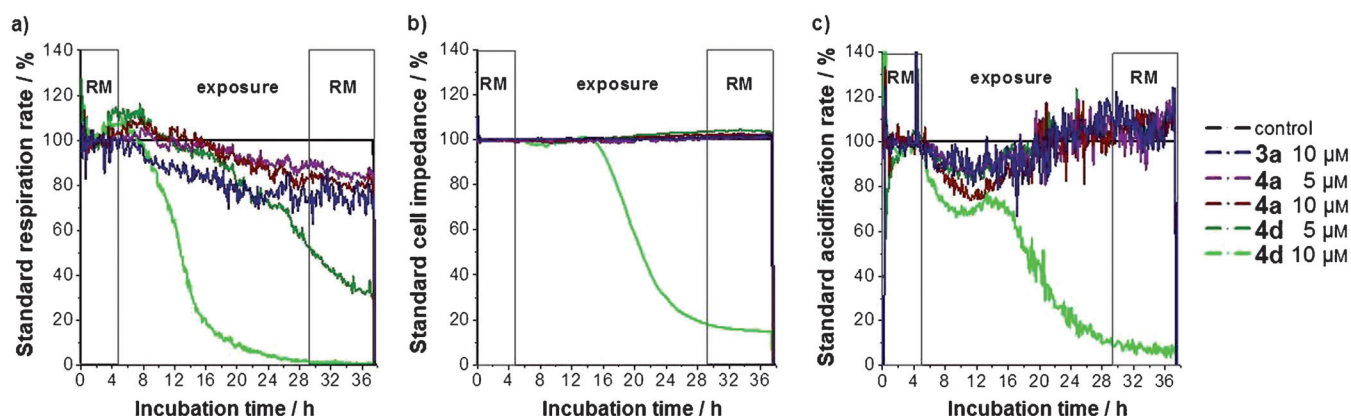 a)
Standard respiration rate / %
140
120
100
80
60
40
20
0
RM
exposure
RM
0 4 8 12 16 20 24 28 32 36
Incubation time / h
b)
Standard cell impedance / %
140
120
100
80
60
40
20
0
RM
exposure
RM
0 4 8 12 16 20 24 28 32 36
Incubation time / h
c)
Standard acidification rate / %
140
120
100
80
60
40
20
0
RM
exposure
RM
0 4 8 12 16 20 24 28 32 36
Incubation time / h
control
3a 10 µM
4a 5 µM
4a 10 µM
4d 5 µM
4d 10 µM